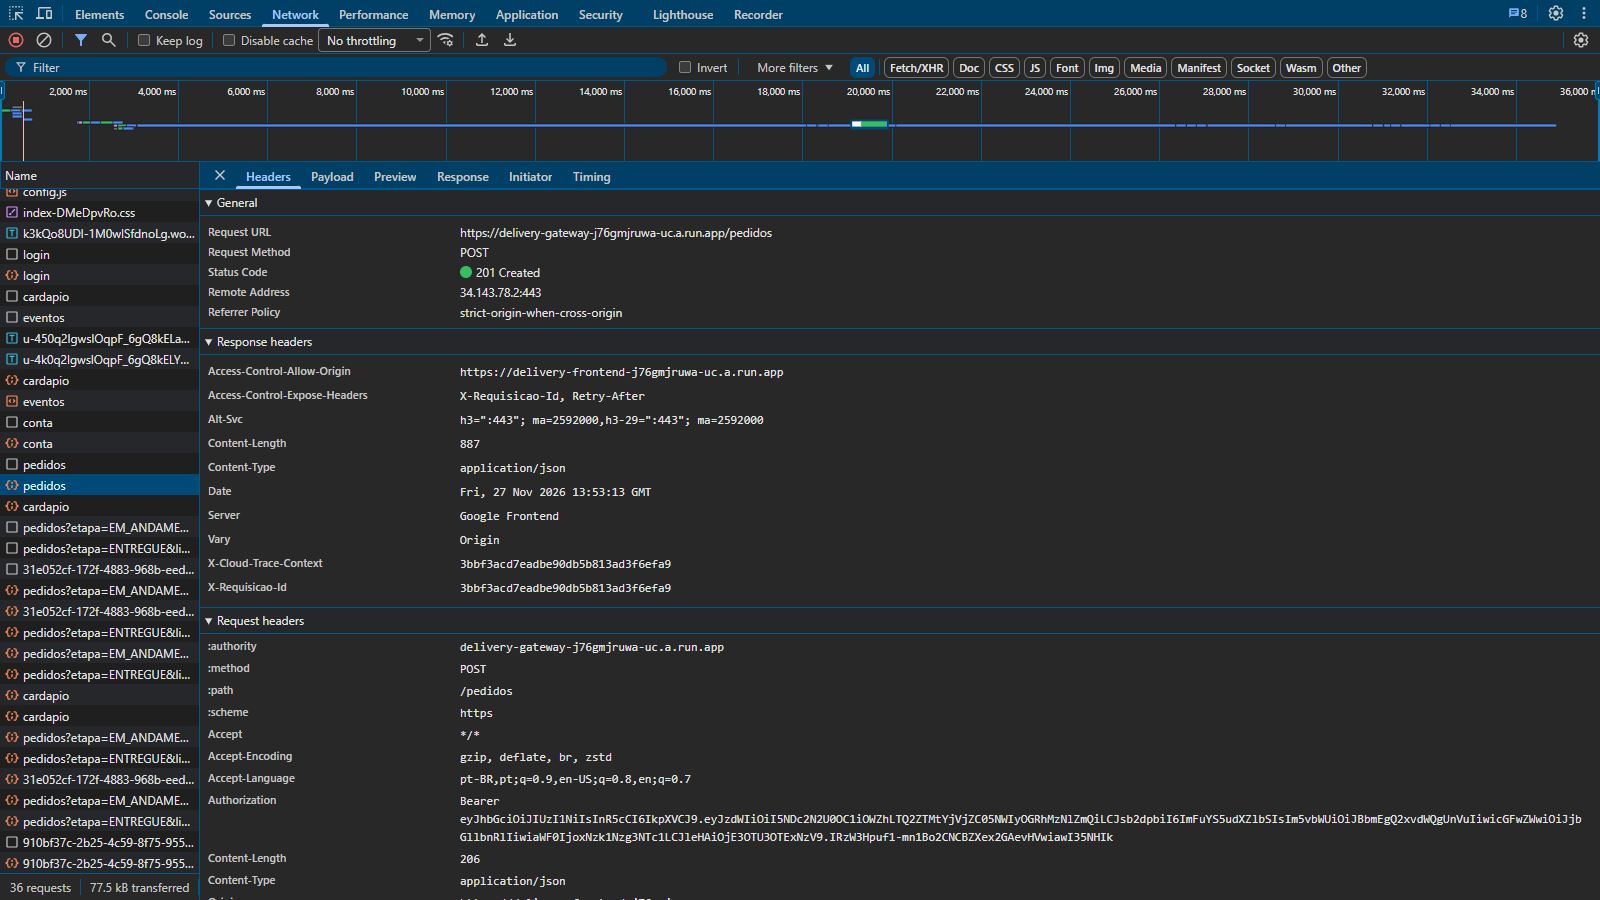 Elements Console Sources Network Performance Memory Application Security Lighthouse Recorder 8
Keep log Disable cache No throttling
Filter Invert More filters All Fetch/XHR Doc CSS JS Font Img Media Manifest Socket Wasm Other
2,000 ms 4,000 ms 6,000 ms 8,000 ms 10,000 ms 12,000 ms 14,000 ms 16,000 ms 18,000 ms 20,000 ms 22,000 ms 24,000 ms 26,000 ms 28,000 ms 30,000 ms 32,000 ms 34,000 ms 36,000 m
Name
config.js
index-DMeDpvRo.css
k3kQo8UDI-1M0wlSfdnoLg.wo...
login
login
cardapio
eventos
u-450q2lgwslOqpF_6gQ8kELa...
u-4k0q2lgwslOqpF_6gQ8kELY...
cardapio
eventos
conta
conta
pedidos
pedidos
cardapio
pedidos?etapa=EM_ANDAME...
pedidos?etapa=ENTREGUE&li...
31e052cf-172f-4883-968b-eed...
pedidos?etapa=EM_ANDAME...
31e052cf-172f-4883-968b-eed...
pedidos?etapa=ENTREGUE&li...
pedidos?etapa=EM_ANDAME...
pedidos?etapa=ENTREGUE&li...
cardapio
cardapio
pedidos?etapa=EM_ANDAME...
pedidos?etapa=ENTREGUE&li...
31e052cf-172f-4883-968b-eed...
pedidos?etapa=EM_ANDAME...
pedidos?etapa=ENTREGUE&li...
910bf37c-2b25-4c59-8f75-955...
910bf37c-2b25-4c59-8f75-955...
36 requests 77.5 kB transferred
Headers Payload Preview Response Initiator Timing
General
Request URL https://delivery-gateway-j76gmjruwa-uc.a.run.app/pedidos
Request Method POST
Status Code 201 Created
Remote Address 34.143.78.2:443
Referrer Policy strict-origin-when-cross-origin
Response headers
Access-Control-Allow-Origin https://delivery-frontend-j76gmjruwa-uc.a.run.app
Access-Control-Expose-Headers X-Requisicao-Id, Retry-After
Alt-Svc h3=":443"; ma=2592000,h3-29=":443"; ma=2592000
Content-Length 887
Content-Type application/json
Date Fri, 27 Nov 2026 13:53:13 GMT
Server Google Frontend
Vary Origin
X-Cloud-Trace-Context 3bbf3acd7eadbe90db5b813ad3f6efa9
X-Requisicao-Id 3bbf3acd7eadbe90db5b813ad3f6efa9
Request headers
:authority delivery-gateway-j76gmjruwa-uc.a.run.app
:method POST
:path /pedidos
:scheme https
Accept */*
Accept-Encoding gzip, deflate, br, zstd
Accept-Language pt-BR,pt;q=0.9,en-US;q=0.8,en;q=0.7
Authorization Bearer
Content-Length 206
Content-Type application/json